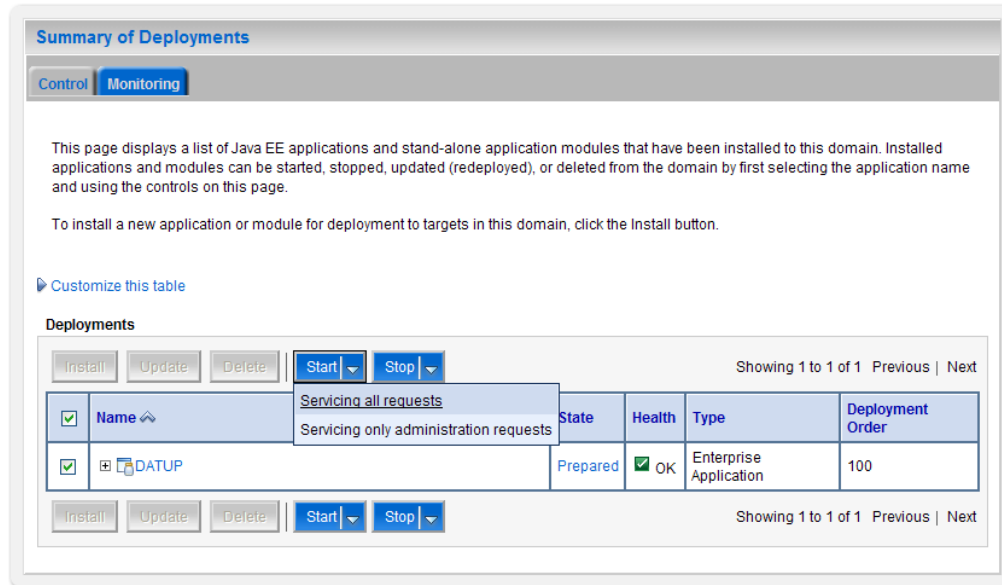 Summary of Deployments
Control Monitoring
This page displays a list of Java EE applications and stand-alone application modules that have been installed to this domain. Installed
applications and modules can be started, stopped, updated (redeployed), or deleted from the domain by first selecting the application name
and using the controls on this page.
To install a new application or module for deployment to targets in this domain, click the Install button.
Customize this table
Deployments
Install Update Delete Start Stop Showing 1 to 1 of 1 Previous | Next
Servicing all requests
Servicing only administration requests
Name State Health Type Deployment
Order
DATUP Prepared OK Enterprise
Application 100
Install Update Delete Start Stop Showing 1 to 1 of 1 Previous | Next